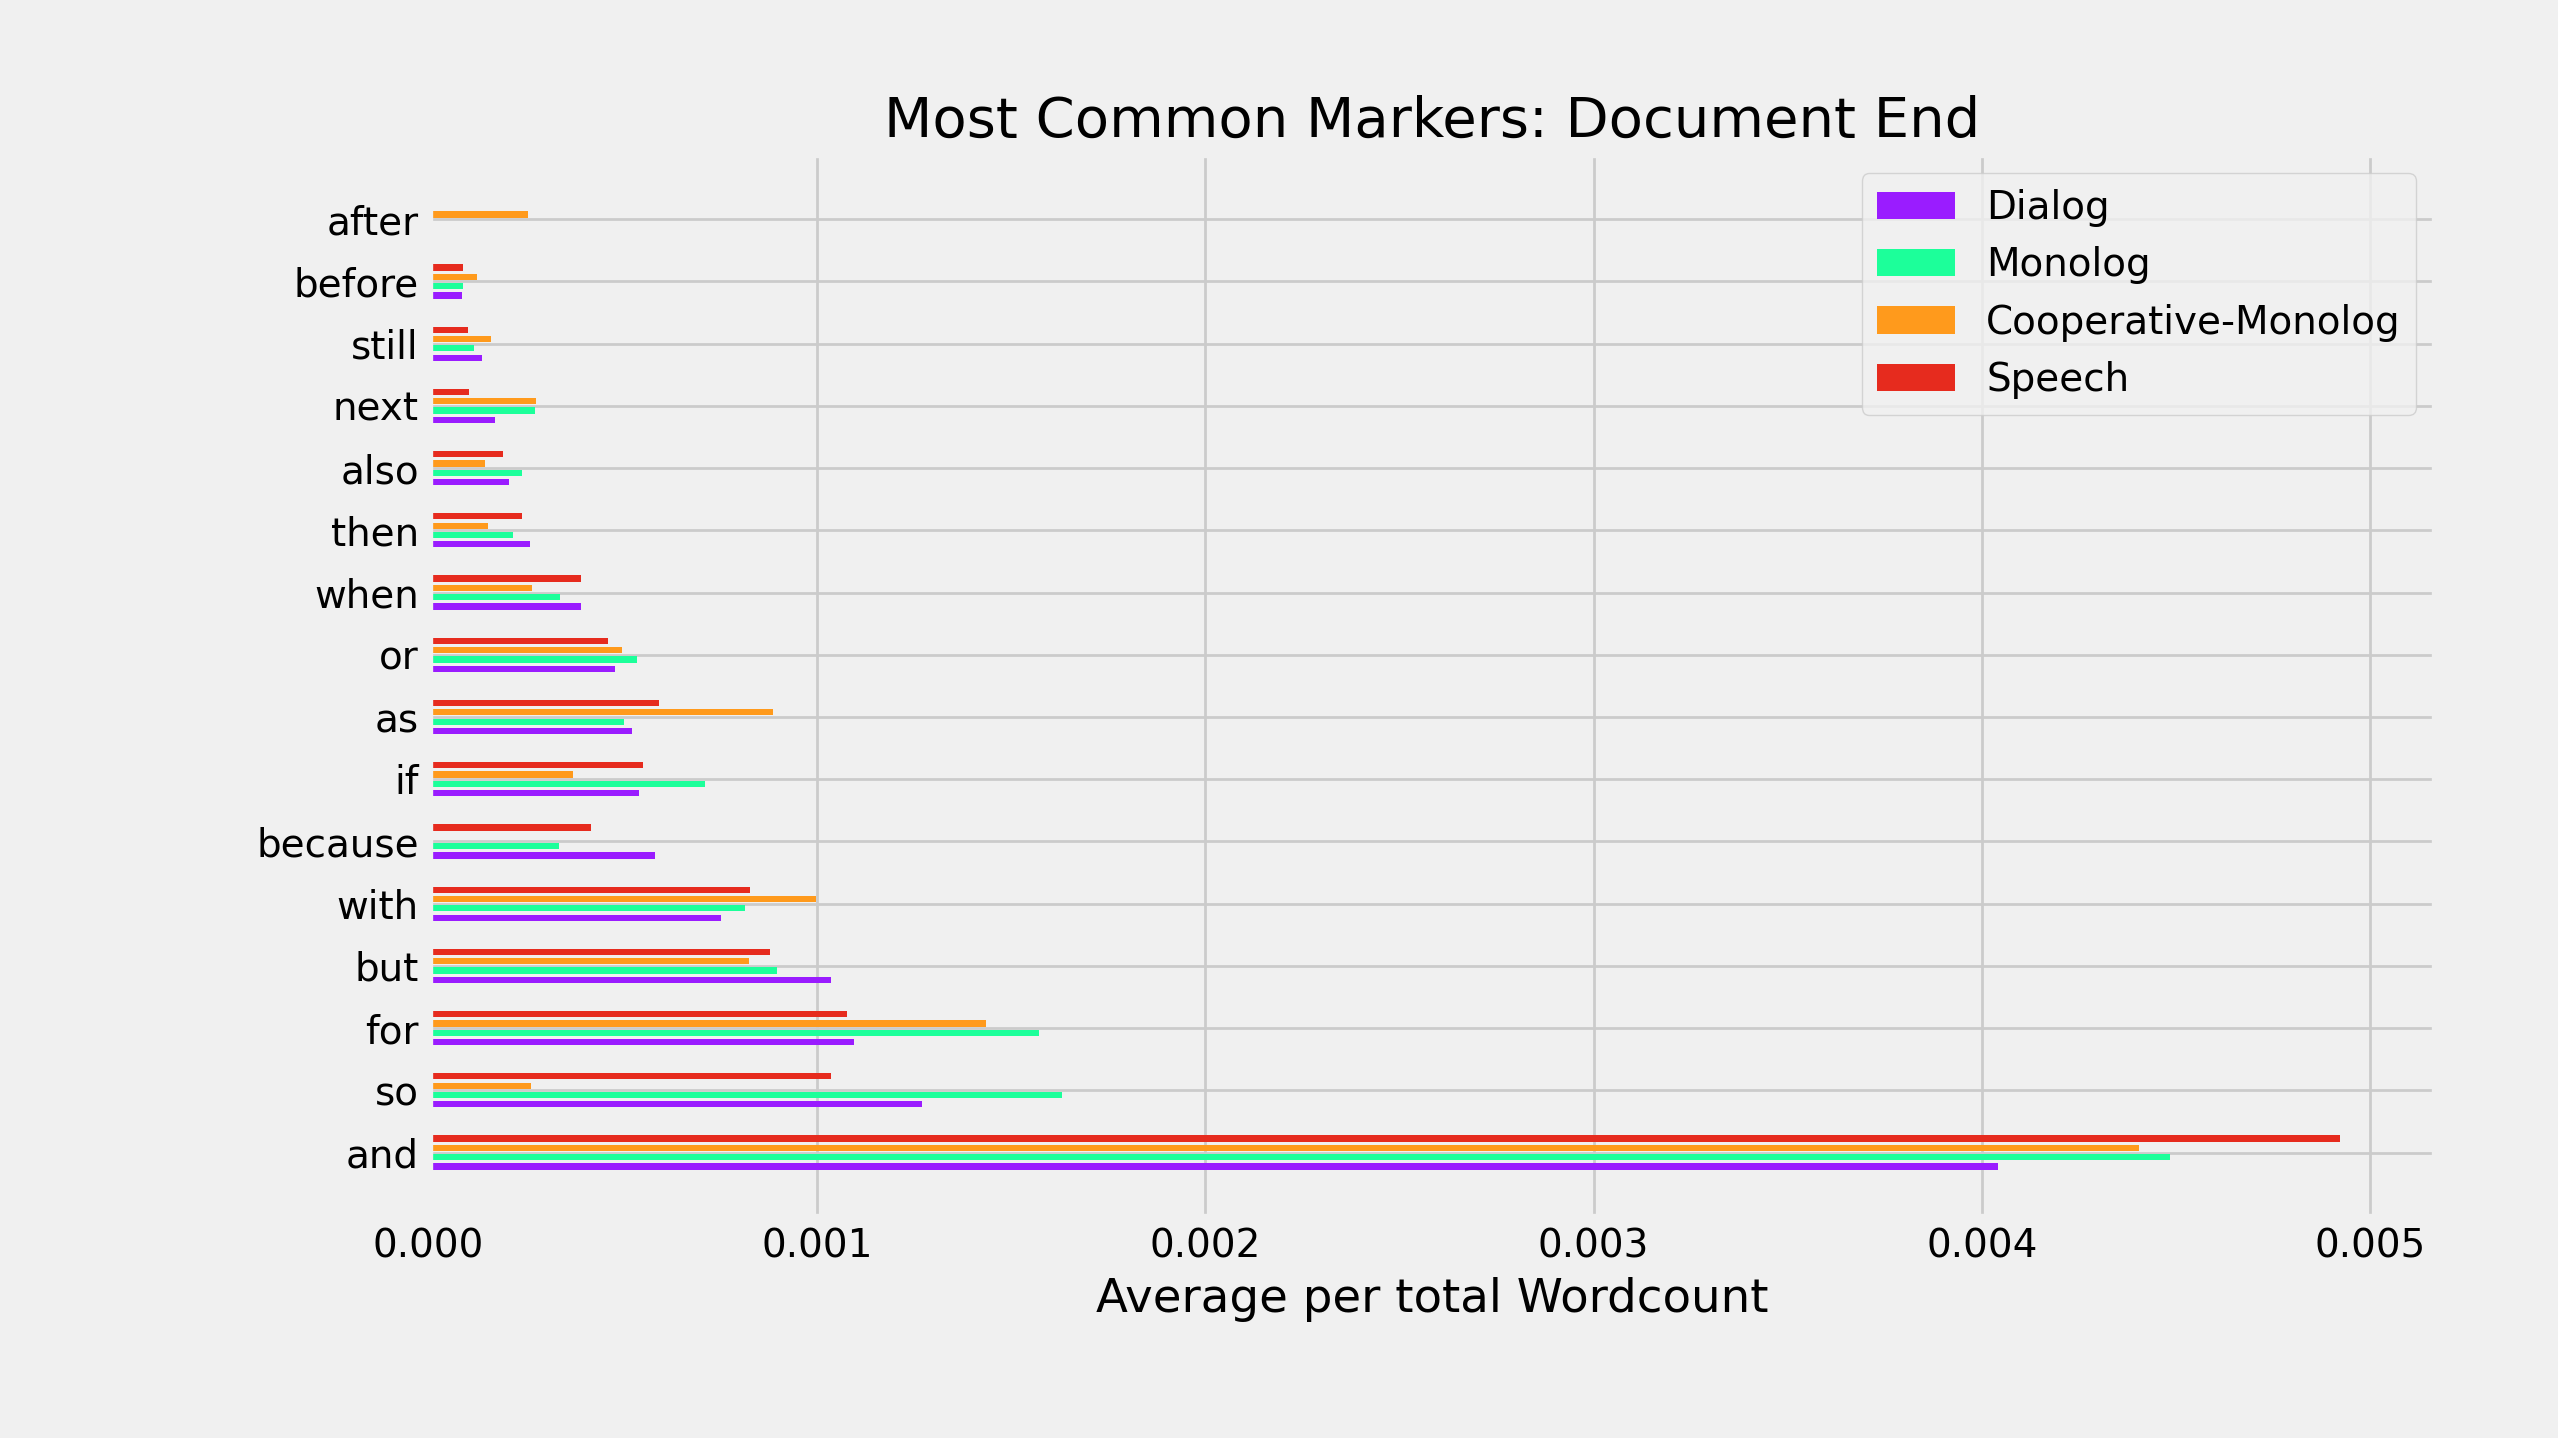 Most Common Markers: Document End
Dialog
Monolog
Cooperative-Monolog
Speech
after
before
still
next
also
then
when
or
as
if
because
with
but
for
so
and
0.000 0.001 0.002 0.003 0.004 0.005
Average per total Wordcount